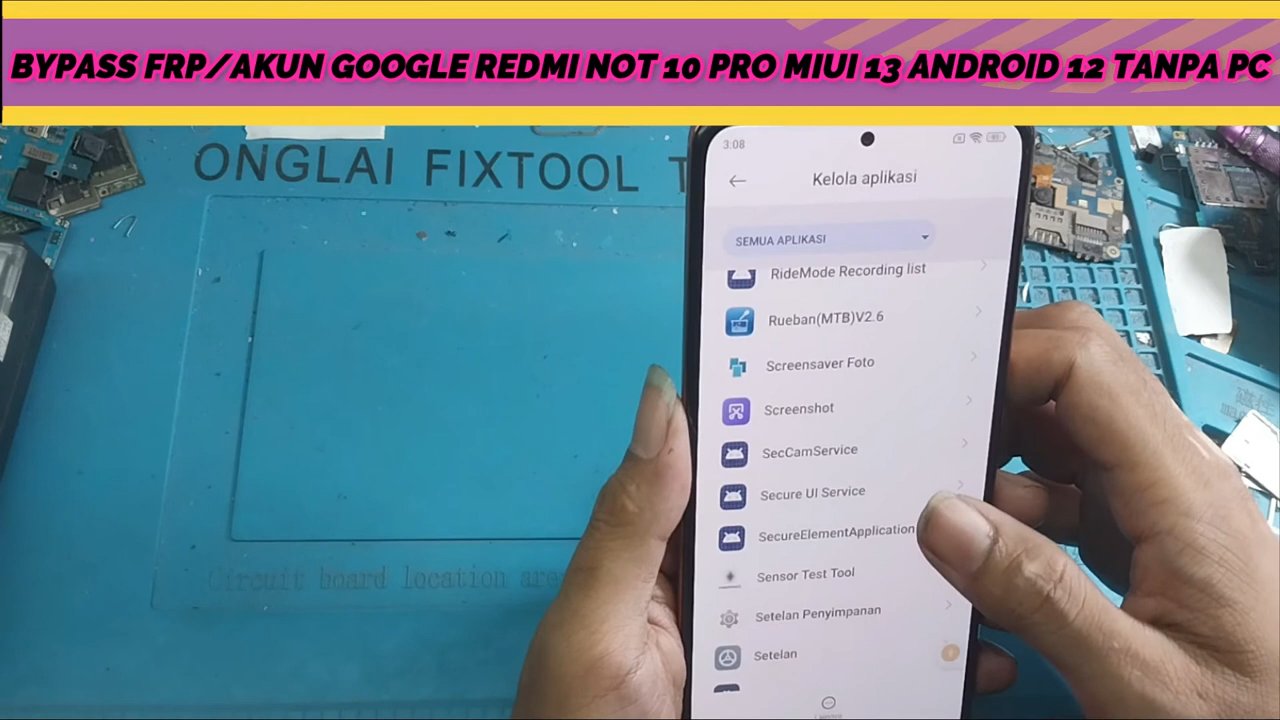 BYPASS FRP/AKUN GOOGLE REDMI NOT 10 PRO MIUI 13 ANDROID 12 TANPA PC
ONGLAI FIXTOOL T
3:08
Kelola aplikasi
SEMUA APLIKASI
RideMode Recording list
Rueban(MTB)V2.6
Screensaver Foto
Screenshot
SecCamService
Secure UI Service
SecureElementApplication
Sensor Test Tool
Setelan Penyimpanan
Setelan
Circuit board location area